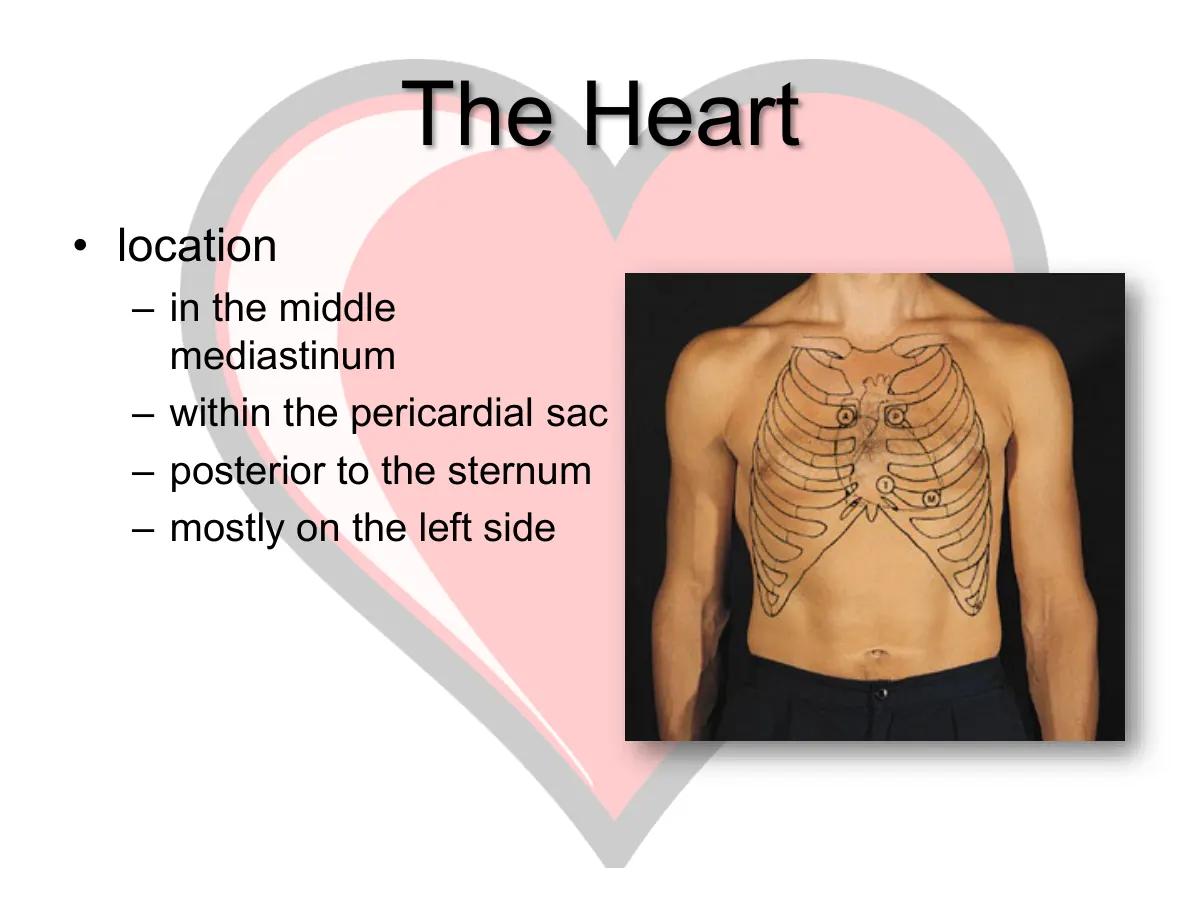 The Heart
• location
– in the middle
mediastinum
– within the pericardial sac
– posterior to the sternum
– mostly on the left side
A
P
T
M